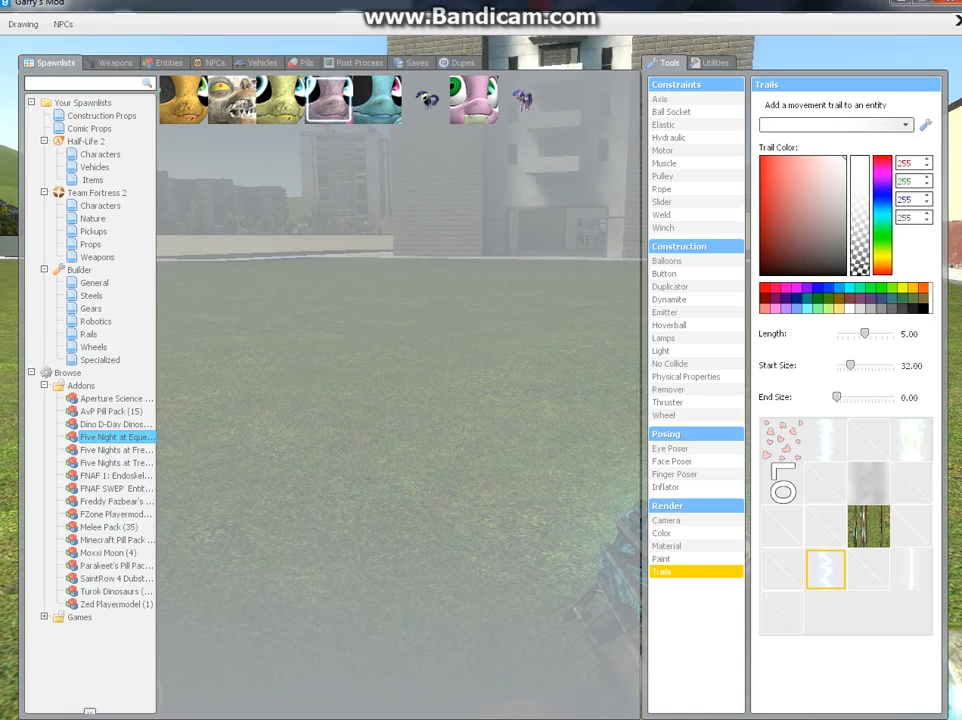 Garry's Mod
www.Bandicam.com
Drawing NPCs
Spawnlists Weapons Entities NPCs Vehicles Pills Post Process Saves Dupes
Tools Utilities
Your Spawnlists
Construction Props
Comic Props
Half-Life 2
Characters
Vehicles
Items
Team Fortress 2
Characters
Nature
Pickups
Props
Weapons
Builder
General
Steels
Gears
Robotics
Rails
Wheels
Specialized
Browse
Addons
Aperture Science ...
AvP Pill Pack (15)
Dino D-Day Dinos...
Five Night at Eque...
Five Nights at Fre...
Five Nights at Tre...
FNAF 1: Endoskel...
FNAF SWEP Entit...
Freddy Fazbear's ...
FZone Playermod...
Melee Pack (35)
Minecraft Pill Pack ...
Moxxi Moon (4)
Parakeet's Pill Pac...
SaintRow 4 Dubst...
Turok Dinosaurs (...
Zed Playermodel (1)
Games
Constraints
Axis
Ball Socket
Elastic
Hydraulic
Motor
Muscle
Pulley
Rope
Slider
Weld
Winch
Construction
Balloons
Button
Duplicator
Dynamite
Emitter
Hoverball
Lamps
Light
No Collide
Physical Properties
Remover
Thruster
Wheel
Posing
Eye Poser
Face Poser
Finger Poser
Inflator
Render
Camera
Color
Material
Paint
Trails
Trails
Add a movement trail to an entity
Trail Color:
255
255
255
255
Length: 5.00
Start Size: 32.00
End Size: 0.00
5